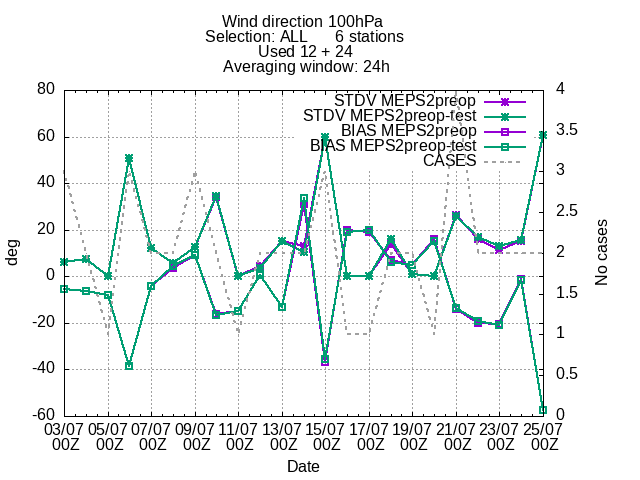 Wind direction 100hPa
Selection: ALL 6 stations
Used 12 + 24
Averaging window: 24h
80
60
40
20
0
-20
-40
-60
deg
4
3.5
3
2.5
2
1.5
1
0.5
0
No cases
STDV MEPS2preop
STDV MEPS2preop-test
BIAS MEPS2preop
BIAS MEPS2preop-test
CASES
03/07 05/07 07/07 09/07 11/07 13/07 15/07 17/07 19/07 21/07 23/07 25/07
00Z 00Z 00Z 00Z 00Z 00Z 00Z 00Z 00Z 00Z 00Z 00Z
Date